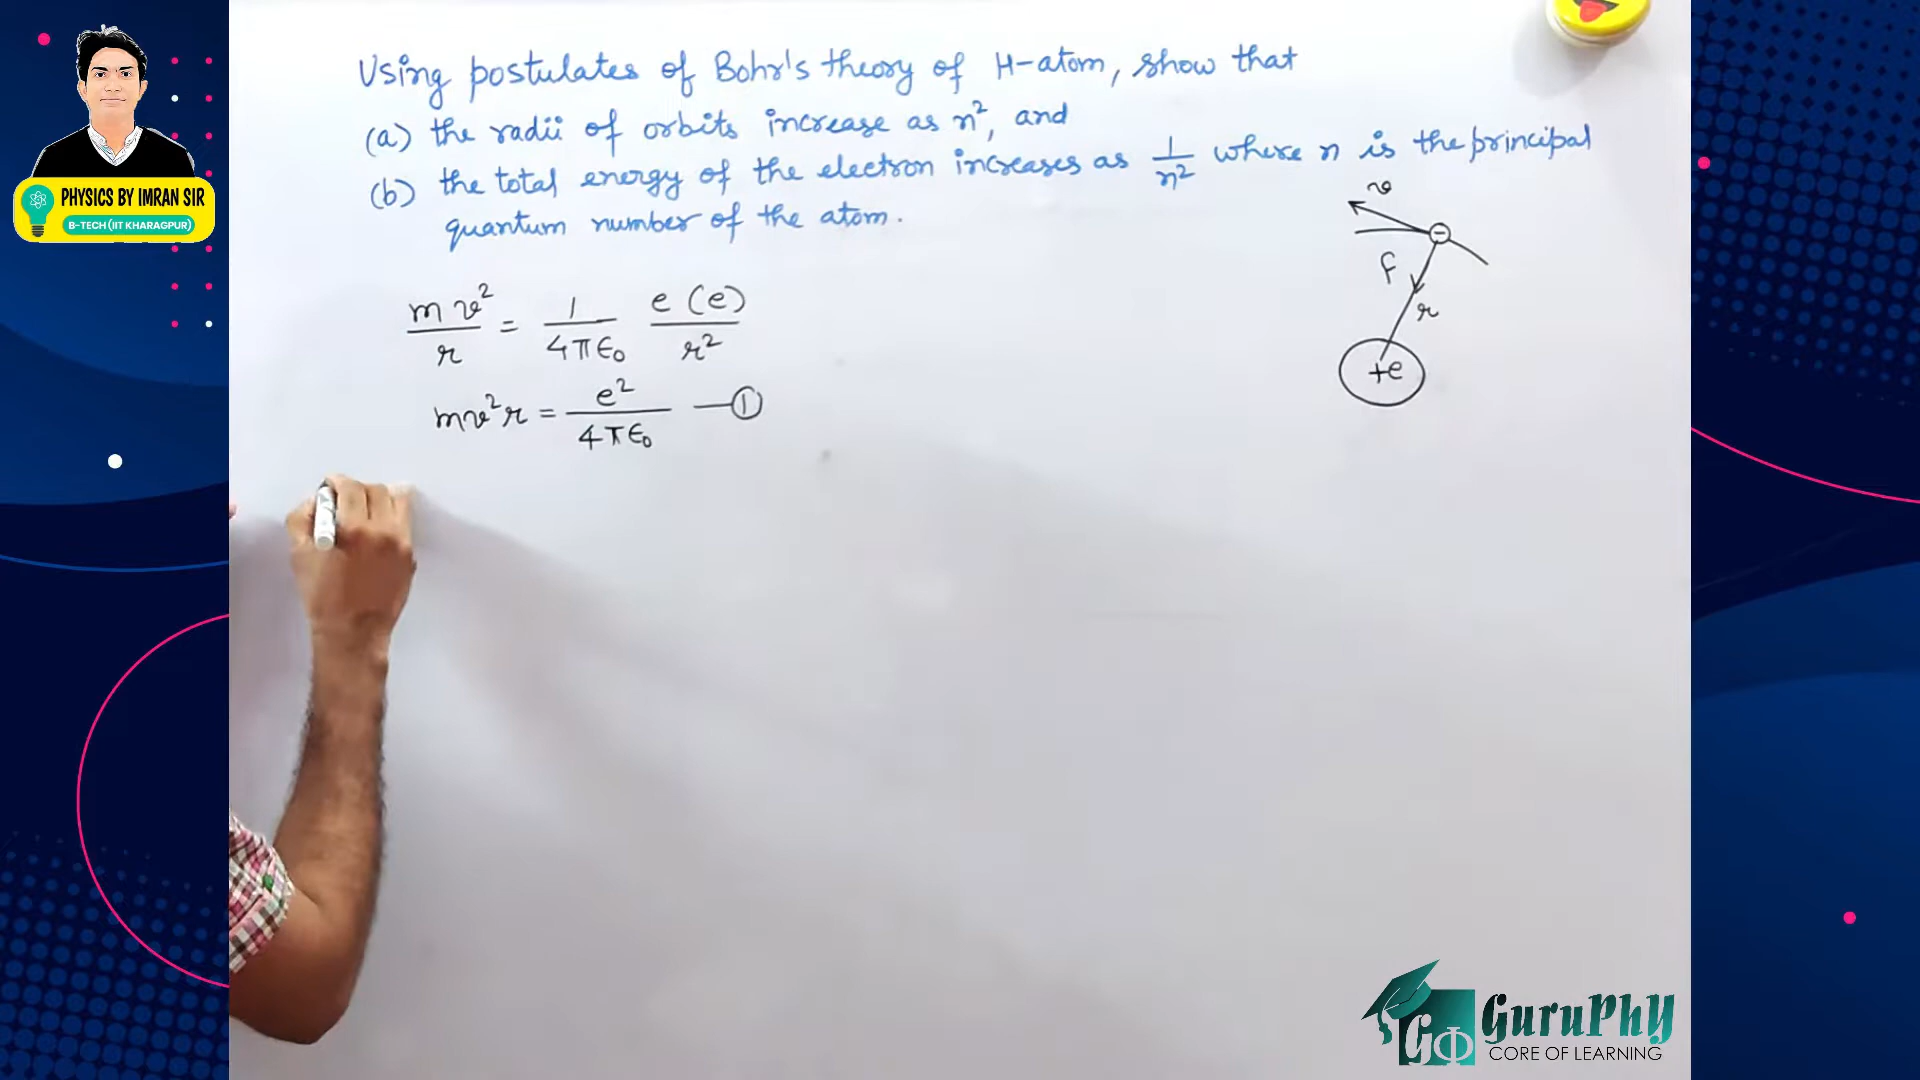 Using postulates of Bohr's theory of H-atom, show that
(a) the radii of orbits increase as n², and
(b) the total energy of the electron increases as 1/n² where n is the principal
quantum number of the atom.
mv²/r = 1/4πε₀ e(e)/r²
mv²r = e²/4πε₀ —①
v
−
F
r
+e
PHYSICS BY IMRAN SIR
B-TECH (IIT KHARAGPUR)
GΦ GuruPhy
CORE OF LEARNING